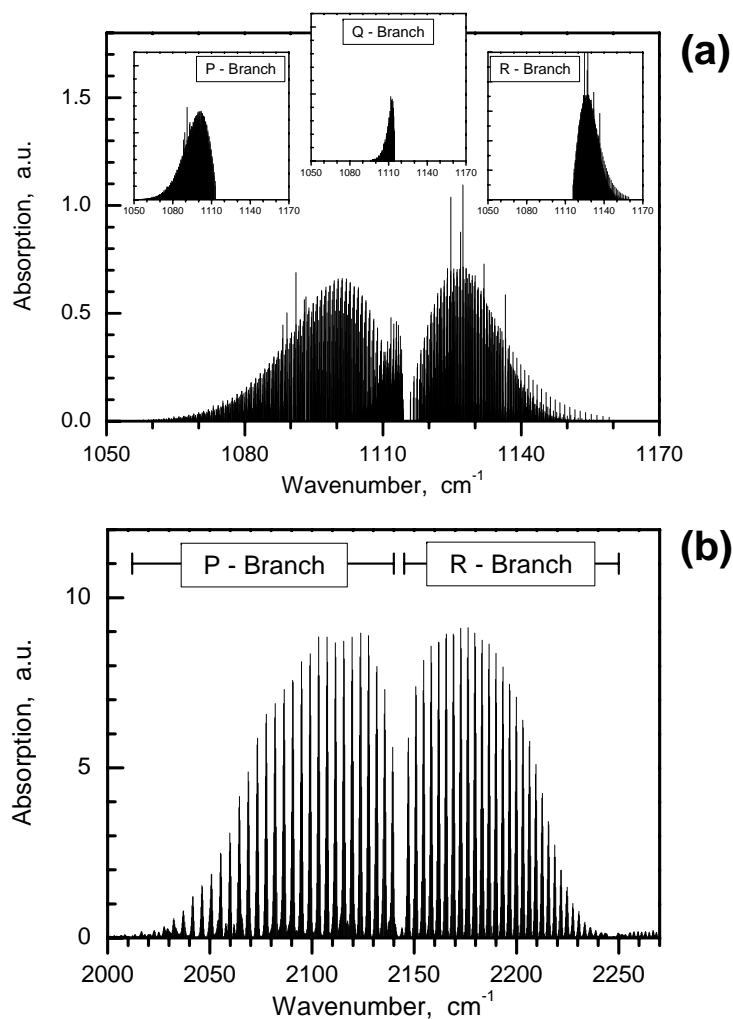 (a)
Q - Branch
P - Branch
R - Branch
1050 1080 1110 1140 1170
1050 1080 1110 1140 1170
1050 1080 1110 1140 1170
1.5
1.0
0.5
0.0
Absorption, a.u.
1050 1080 1110 1140 1170
Wavenumber, cm-1
(b)
P - Branch
R - Branch
10
5
0
Absorption, a.u.
2000 2050 2100 2150 2200 2250
Wavenumber, cm-1